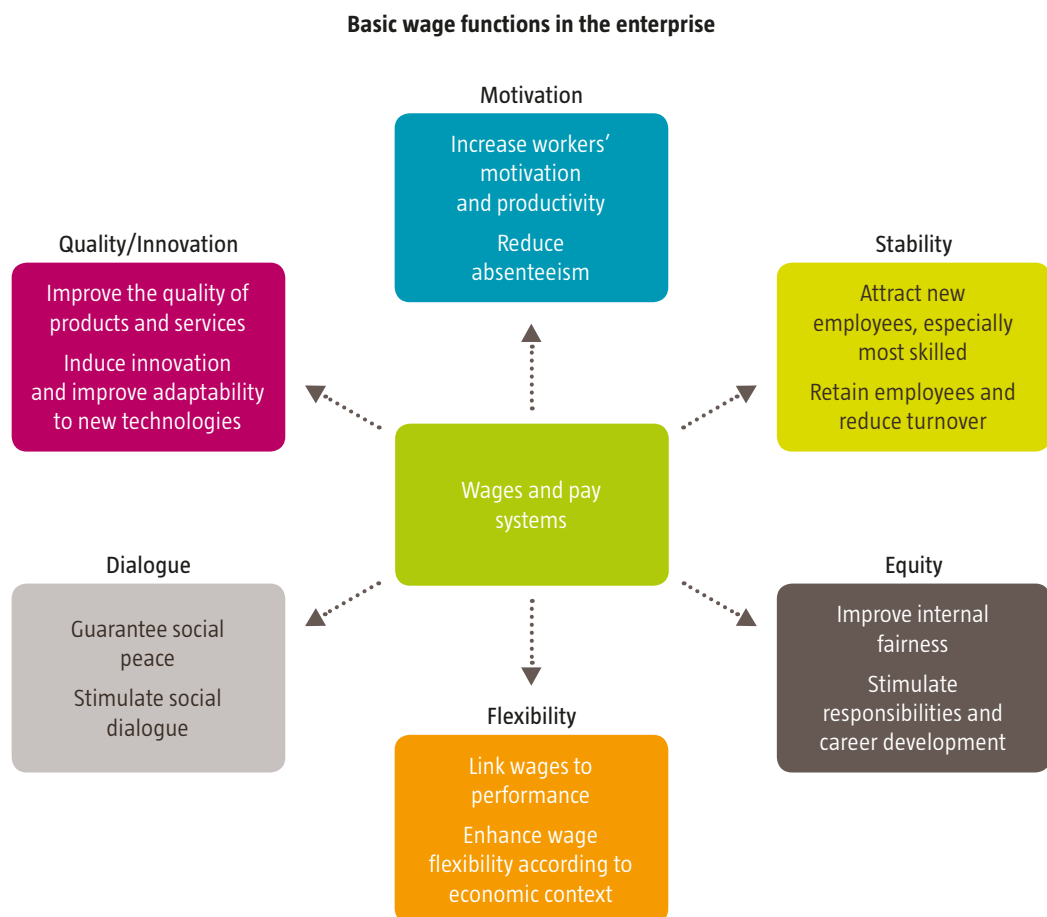 Basic wage functions in the enterprise
Motivation
Increase workers’
motivation
and productivity
Reduce
absenteeism
Quality/Innovation
Improve the quality of
products and services
Induce innovation
and improve adaptability
to new technologies
Stability
Attract new
employees, especially
most skilled
Retain employees and
reduce turnover
Wages and pay
systems
Dialogue
Guarantee social
peace
Stimulate social
dialogue
Equity
Improve internal
fairness
Stimulate
responsibilities and
career development
Flexibility
Link wages to
performance
Enhance wage
flexibility according to
economic context